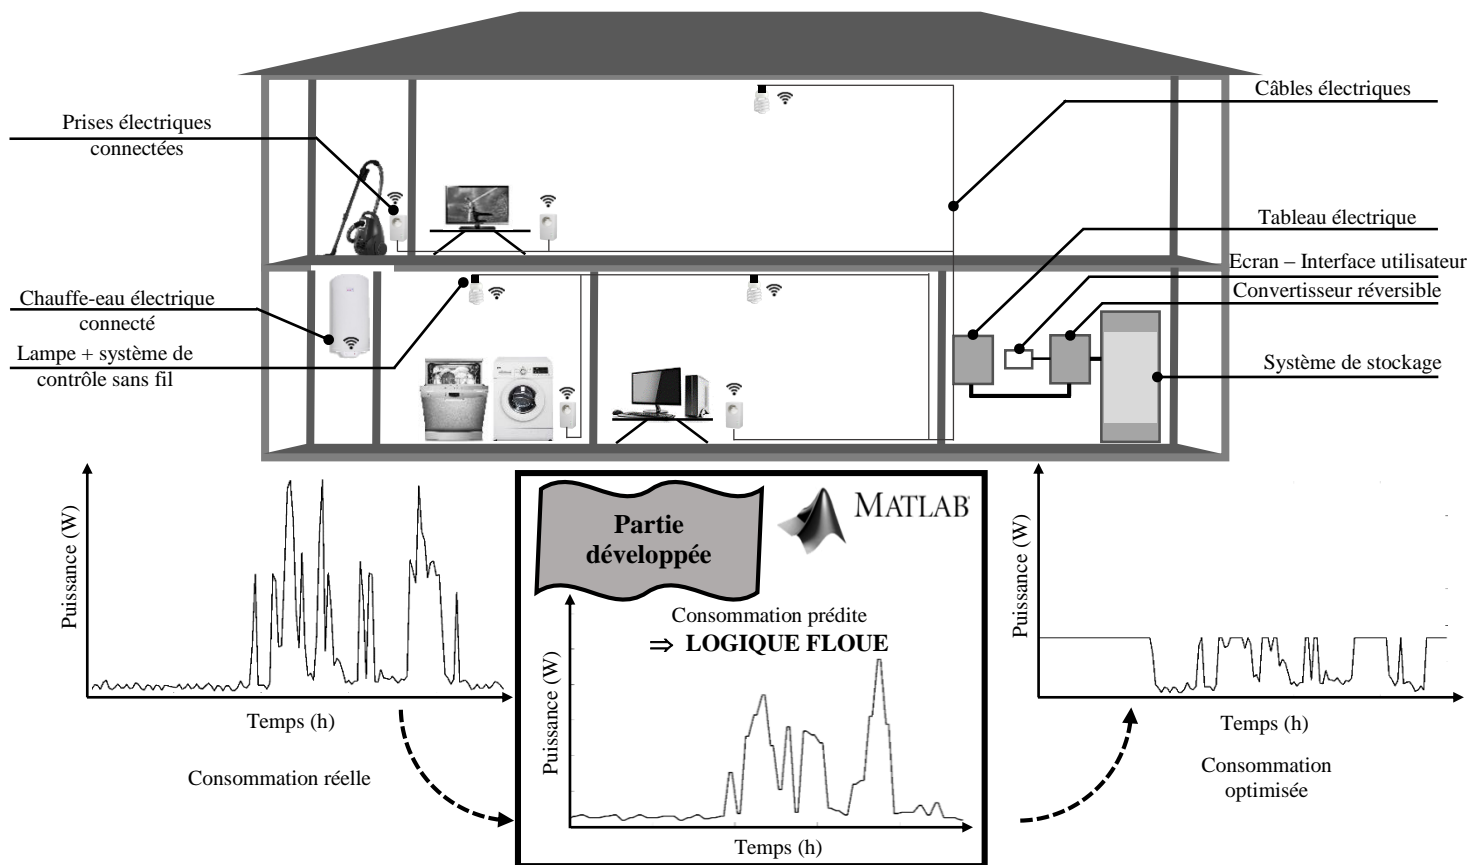 Prises électriques
connectées
Câbles électriques
Tableau électrique
Ecran – Interface utilisateur
Convertisseur réversible
Chauffe-eau électrique
connecté
Lampe + système de
contrôle sans fil
Système de stockage
Puissance (W)
Temps (h)
Consommation réelle
Partie
développée
MATLAB
Consommation prédite
⇒ LOGIQUE FLOUE
Puissance (W)
Temps (h)
Puissance (W)
Temps (h)
Consommation
optimisée